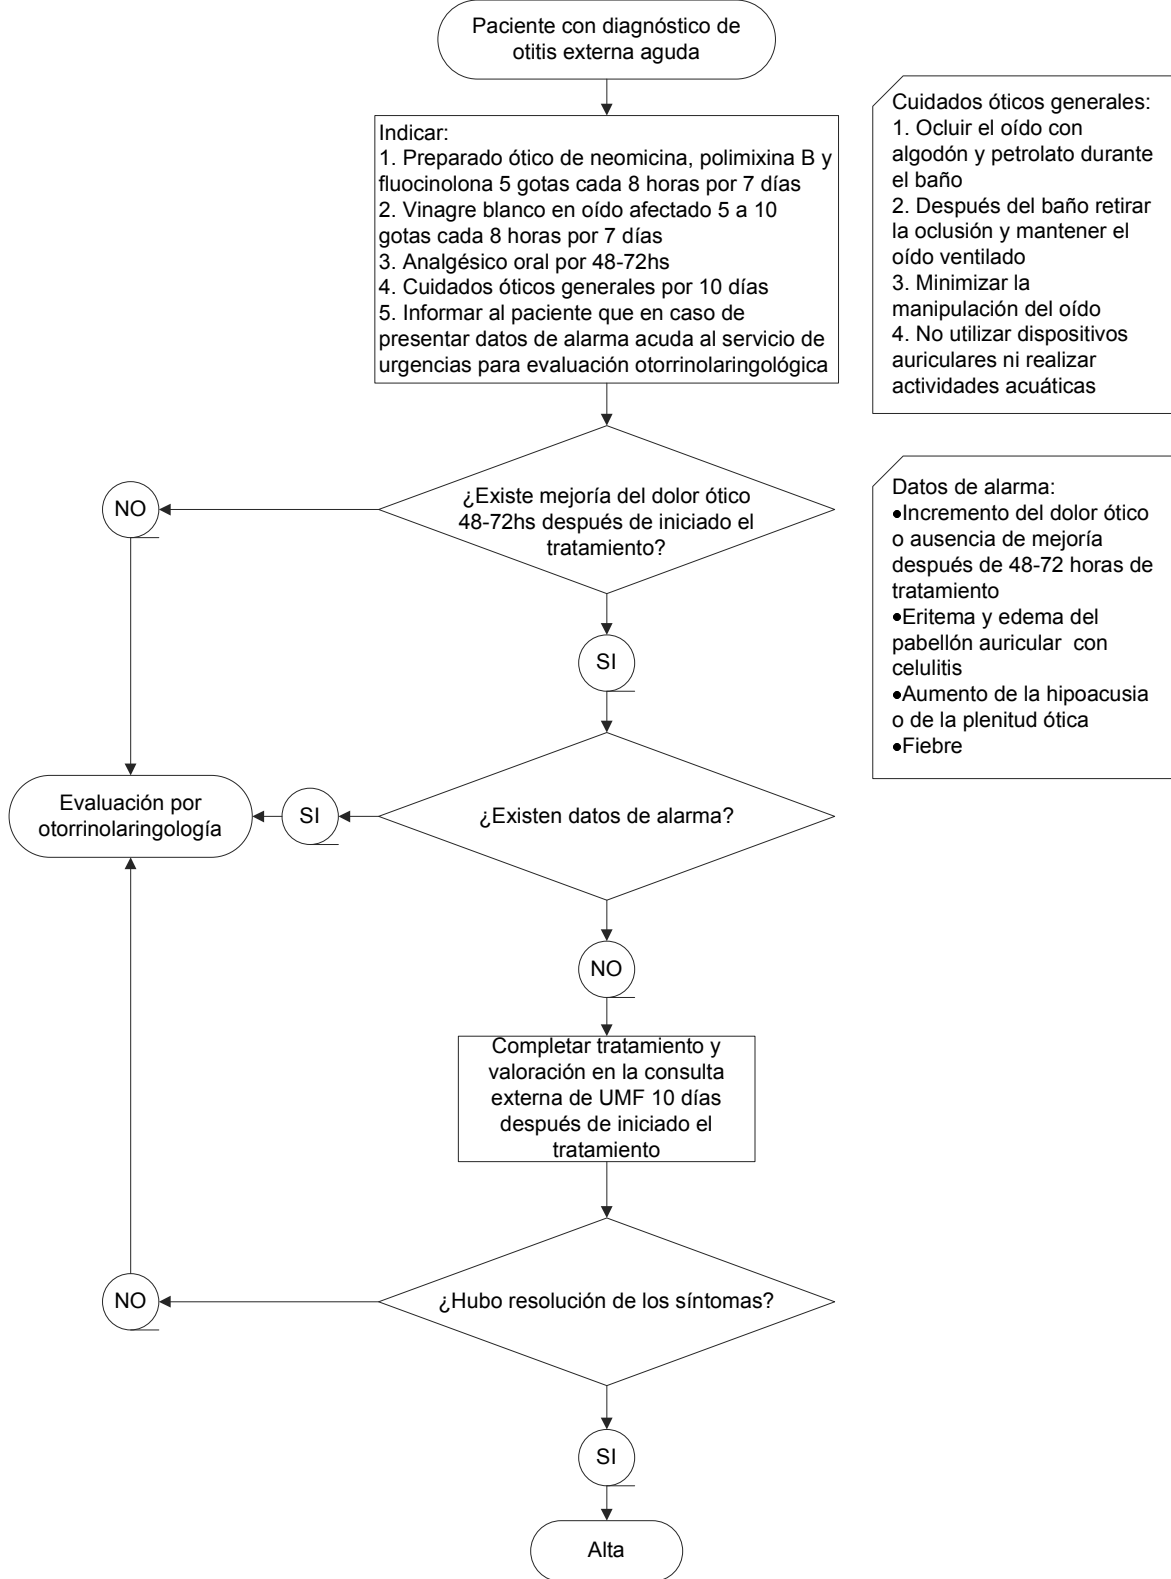 Paciente con diagnóstico de
otitis externa aguda
Indicar:
1. Preparado ótico de neomicina, polimixina B y
fluocinolona 5 gotas cada 8 horas por 7 días
2. Vinagre blanco en oído afectado 5 a 10
gotas cada 8 horas por 7 días
3. Analgésico oral por 48-72hs
4. Cuidados óticos generales por 10 días
5. Informar al paciente que en caso de
presentar datos de alarma acuda al servicio de
urgencias para evaluación otorrinolaringológica
Cuidados óticos generales:
1. Ocluir el oído con
algodón y petrolato durante
el baño
2. Después del baño retirar
la oclusión y mantener el
oído ventilado
3. Minimizar la
manipulación del oído
4. No utilizar dispositivos
auriculares ni realizar
actividades acuáticas
¿Existe mejoría del dolor ótico
48-72hs después de iniciado el
tratamiento?
NO
SI
Datos de alarma:
•Incremento del dolor ótico
o ausencia de mejoría
después de 48-72 horas de
tratamiento
•Eritema y edema del
pabellón auricular con
celulitis
•Aumento de la hipoacusia
o de la plenitud ótica
•Fiebre
¿Existen datos de alarma?
SI
Evaluación por
otorrinolaringología
NO
Completar tratamiento y
valoración en la consulta
externa de UMF 10 días
después de iniciado el
tratamiento
¿Hubo resolución de los síntomas?
NO
SI
Alta